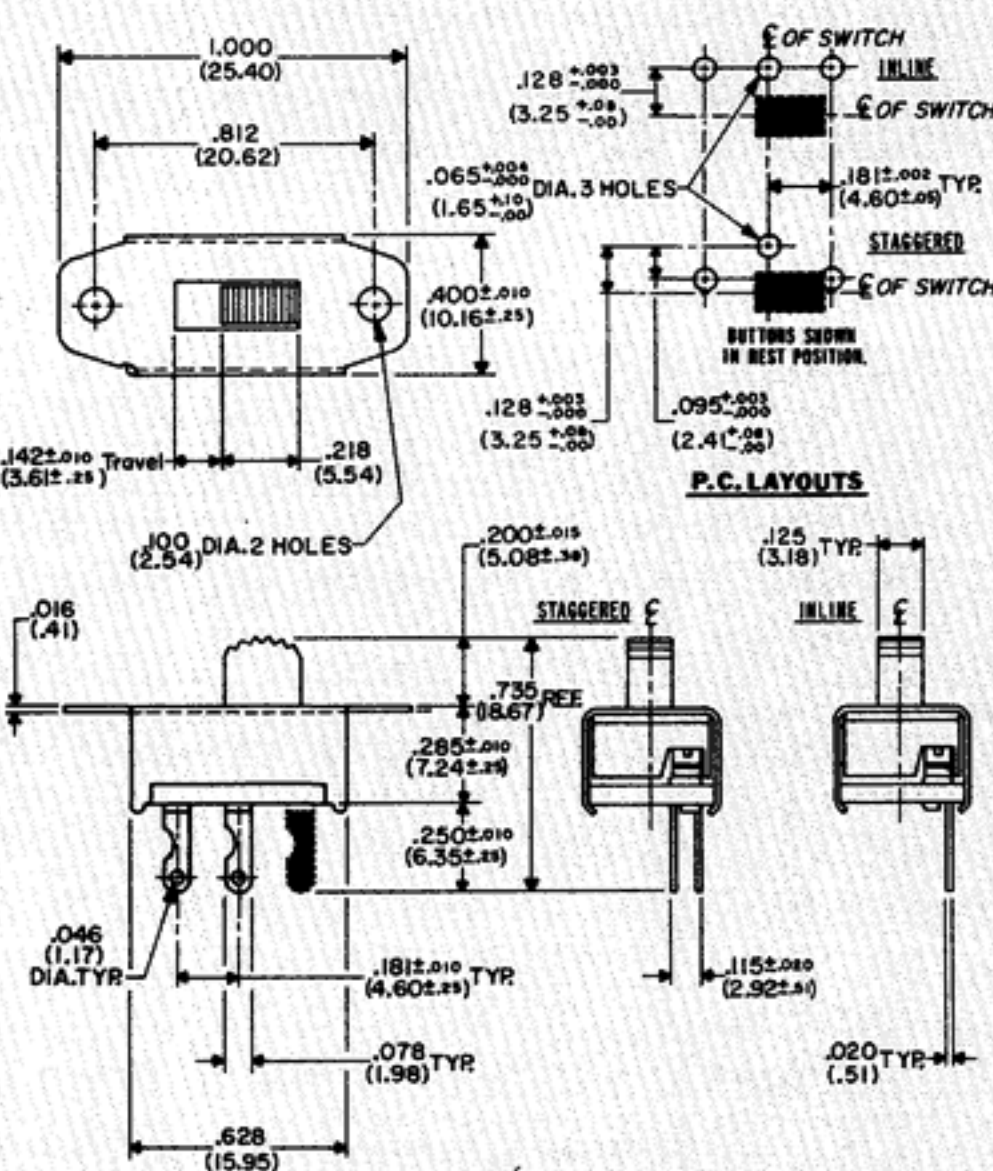 1.000
(25.40)
.812
(20.62)
.065 +.004 -.000
(1.65 +.10 -.00)
DIA. 3 HOLES
.400±.010
(10.16±.25)
.142±.010 Travel
(3.61±.25)
.218
(5.54)
.100 DIA. 2 HOLES
(2.54)
℄ OF SWITCH
INLINE
.128 +.003 -.000
(3.25 +.08 -.00)
℄ OF SWITCH
.181±.002 TYP.
(4.60±.05)
STAGGERED
℄ OF SWITCH
BUTTONS SHOWN
IN REST POSITION.
.128 +.003 -.000
(3.25 +.08 -.00)
.095 +.003 -.000
(2.41 +.08 -.00)
P.C. LAYOUTS
.200±.015
(5.08±.38)
.125 TYP.
(3.18)
.016
(.41)
STAGGERED ℄
INLINE ℄
.735 REF.
(18.67)
.285±.010
(7.24±.25)
.250±.010
(6.35±.25)
.046
(1.17)
DIA. TYP.
.181±.010 TYP.
(4.60±.25)
.115±.020
(2.92±.51)
.078 TYP.
(1.98)
.020 TYP.
(.51)
.628
(15.95)